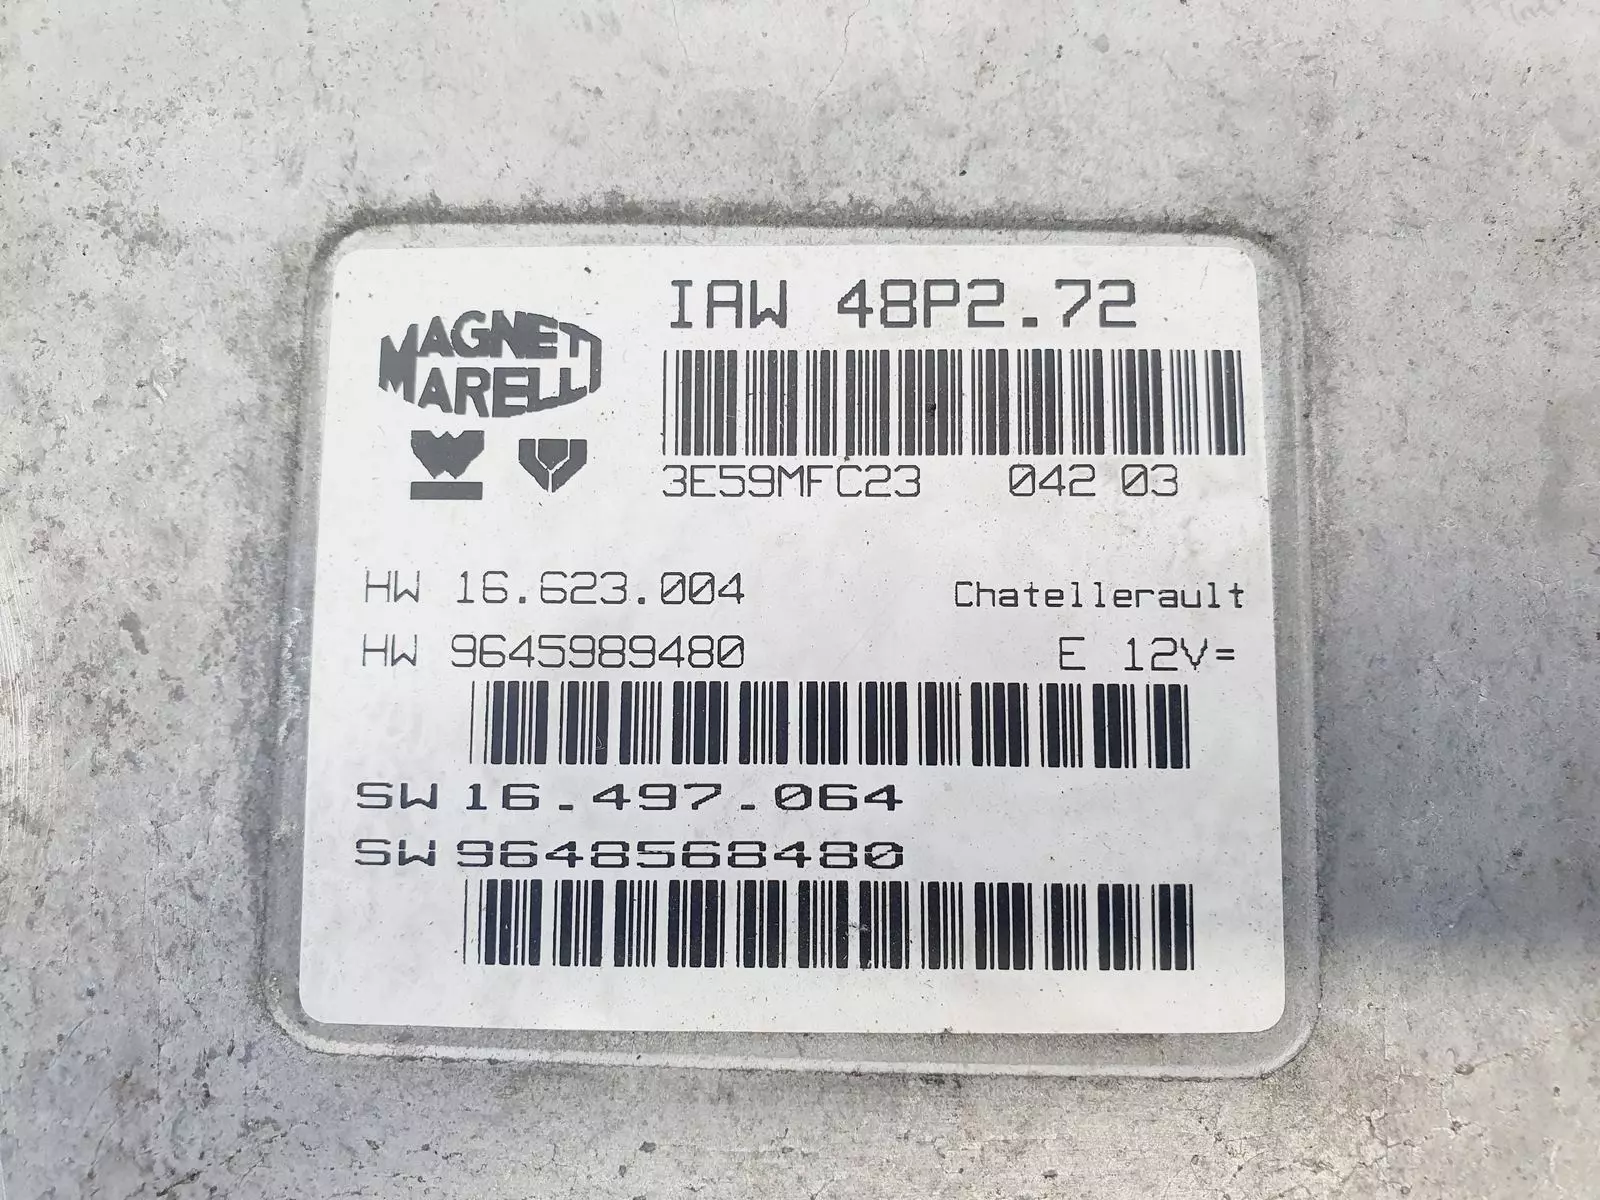 MAGNETI
MARELLI
IAW 48P2.72
3E59MFC23 042 03
HW 16.623.004 Chatellerault
HW 9645989480 E 12V=
SW 16.497.064
SW 9648568480